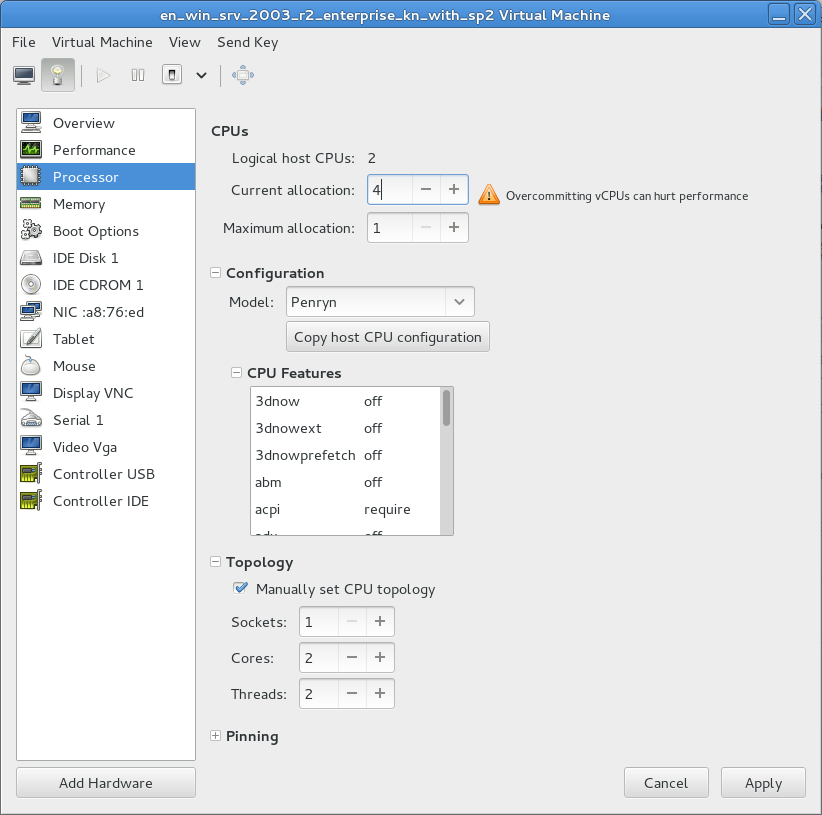 en_win_srv_2003_r2_enterprise_kn_with_sp2 Virtual Machine
File Virtual Machine View Send Key
Overview
Performance
Processor
Memory
Boot Options
IDE Disk 1
IDE CDROM 1
NIC :a8:76:ed
Tablet
Mouse
Display VNC
Serial 1
Video Vga
Controller USB
Controller IDE
Add Hardware
CPUs
Logical host CPUs: 2
Current allocation: 4 Overcommitting vCPUs can hurt performance
Maximum allocation: 1
Configuration
Model: Penryn
Copy host CPU configuration
CPU Features
3dnow off
3dnowext off
3dnowprefetch off
abm off
acpi require
Topology
Manually set CPU topology
Sockets: 1
Cores: 2
Threads: 2
Pinning
Cancel Apply